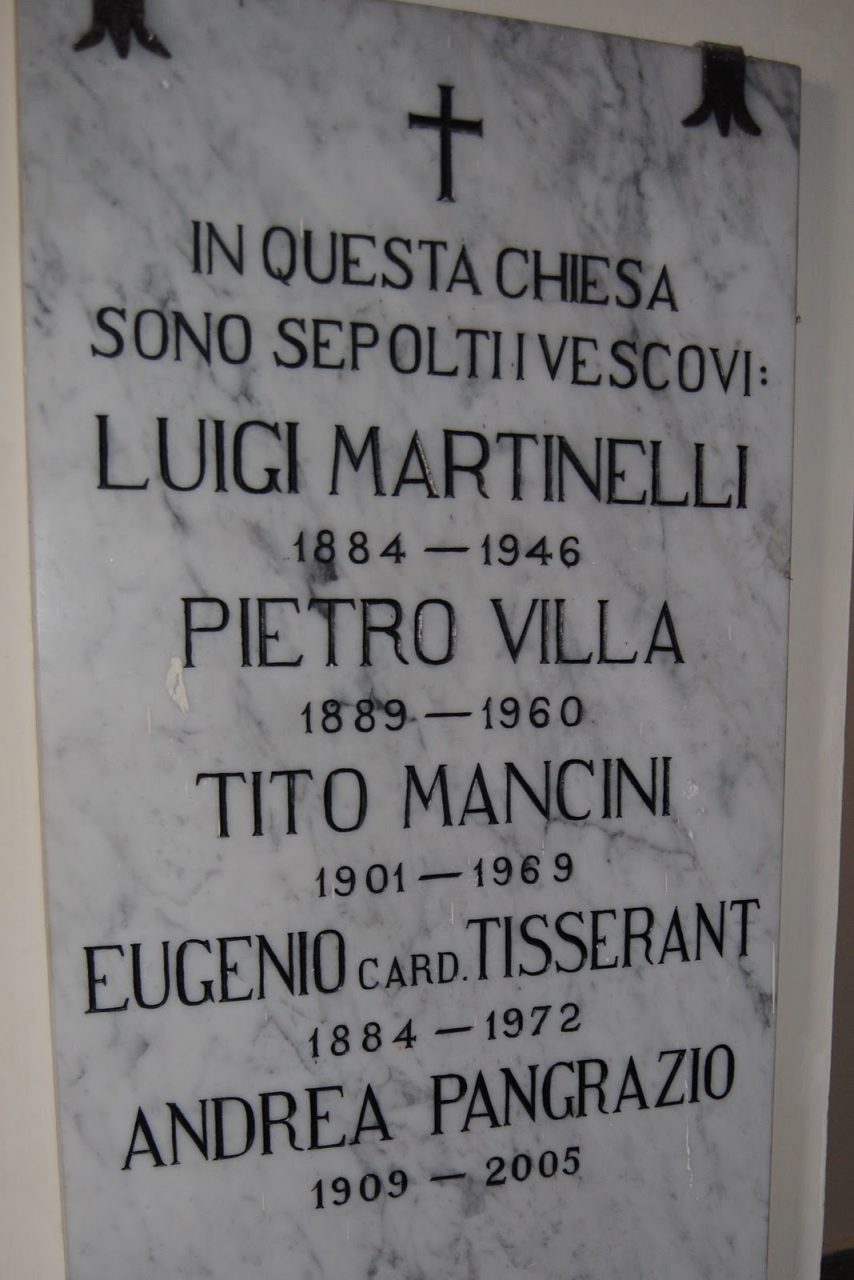 IN QUESTA CHIESA
SONO SEPOLTI I VESCOVI:
LUIGI MARTINELLI
1884 — 1946
PIETRO VILLA
1889 — 1960
TITO MANCINI
1901 — 1969
EUGENIO CARD. TISSERANT
1884 — 1972
ANDREA PANGRAZIO
1909 — 2005